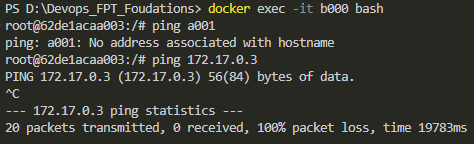 PS D:\Devops_FPT_Foudations> docker exec -it b000 bash
root@62de1acaa003:/# ping a001
ping: a001: No address associated with hostname
root@62de1acaa003:/# ping 172.17.0.3
PING 172.17.0.3 (172.17.0.3) 56(84) bytes of data.
^C
--- 172.17.0.3 ping statistics ---
20 packets transmitted, 0 received, 100% packet loss, time 19783ms